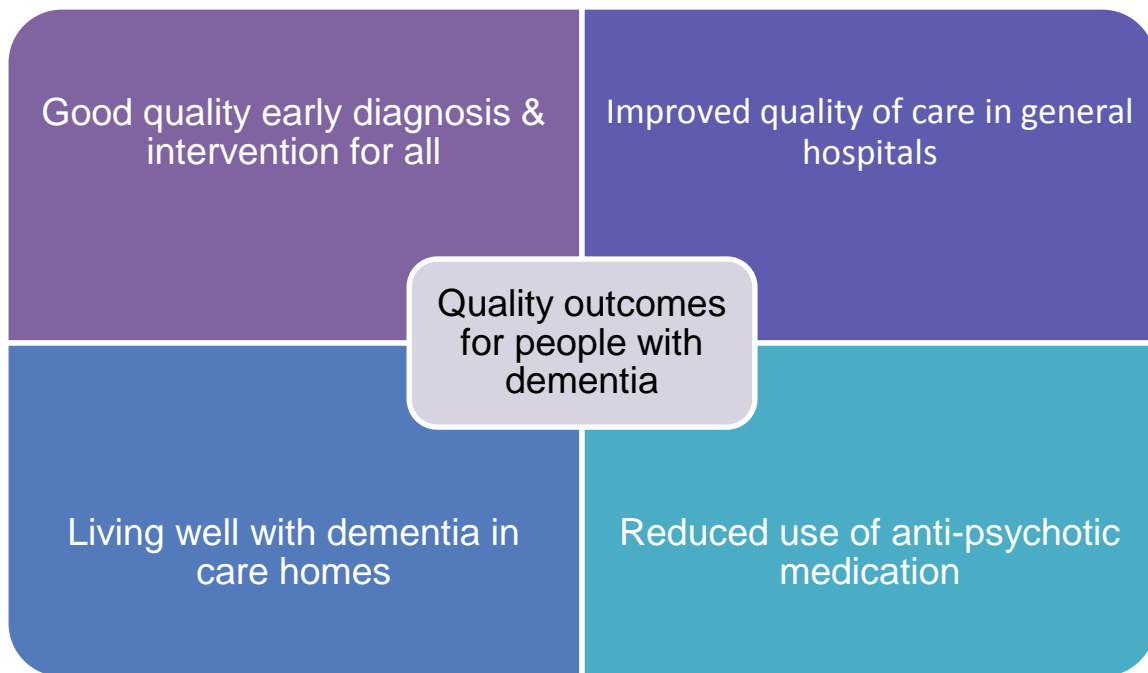 Good quality early diagnosis &
intervention for all
Improved quality of care in general
hospitals
Quality outcomes
for people with
dementia
Living well with dementia in
care homes
Reduced use of anti-psychotic
medication